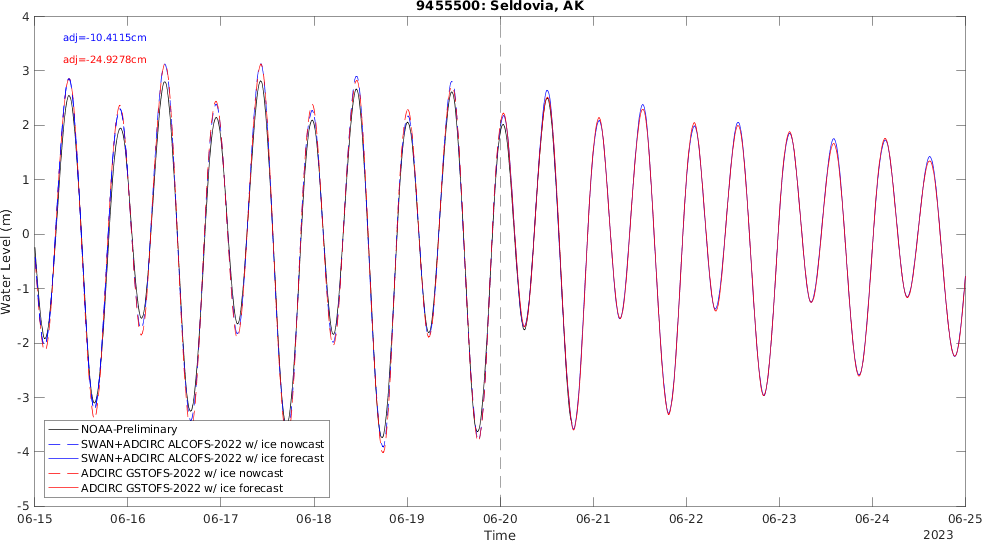 9455500: Seldovia, AK
adj=-10.4115cm
adj=-24.9278cm
4
3
2
1
0
-1
-2
-3
-4
-5
Water Level (m)
NOAA-Preliminary
SWAN+ADCIRC ALCOFS-2022 w/ ice nowcast
SWAN+ADCIRC ALCOFS-2022 w/ ice forecast
ADCIRC GSTOFS-2022 w/ ice nowcast
ADCIRC GSTOFS-2022 w/ ice forecast
06-15 06-16 06-17 06-18 06-19 06-20 06-21 06-22 06-23 06-24 06-25
Time
2023